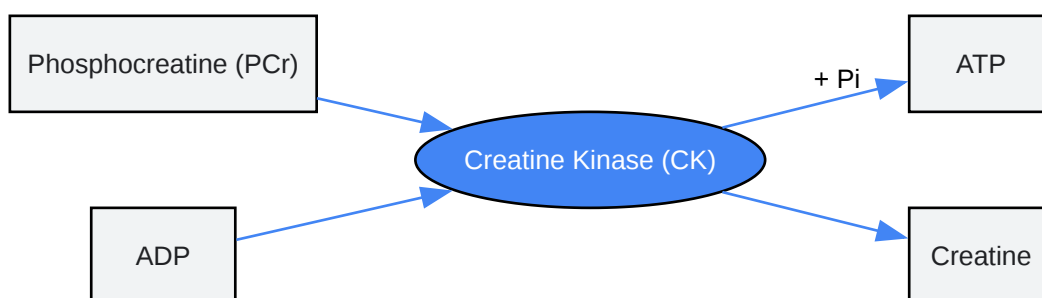 Phosphocreatine (PCr)
ADP
Creatine Kinase (CK)
+ Pi
ATP
Creatine